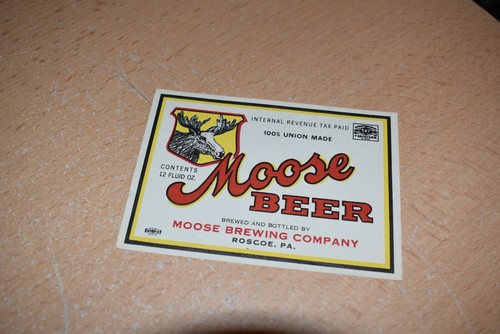 INTERNAL REVENUE TAX PAID
100% UNION MADE
CONTENTS
12 FLUID OZ.
Moose
BEER
BREWED AND BOTTLED BY
MOOSE BREWING COMPANY
ROSCOE, PA.